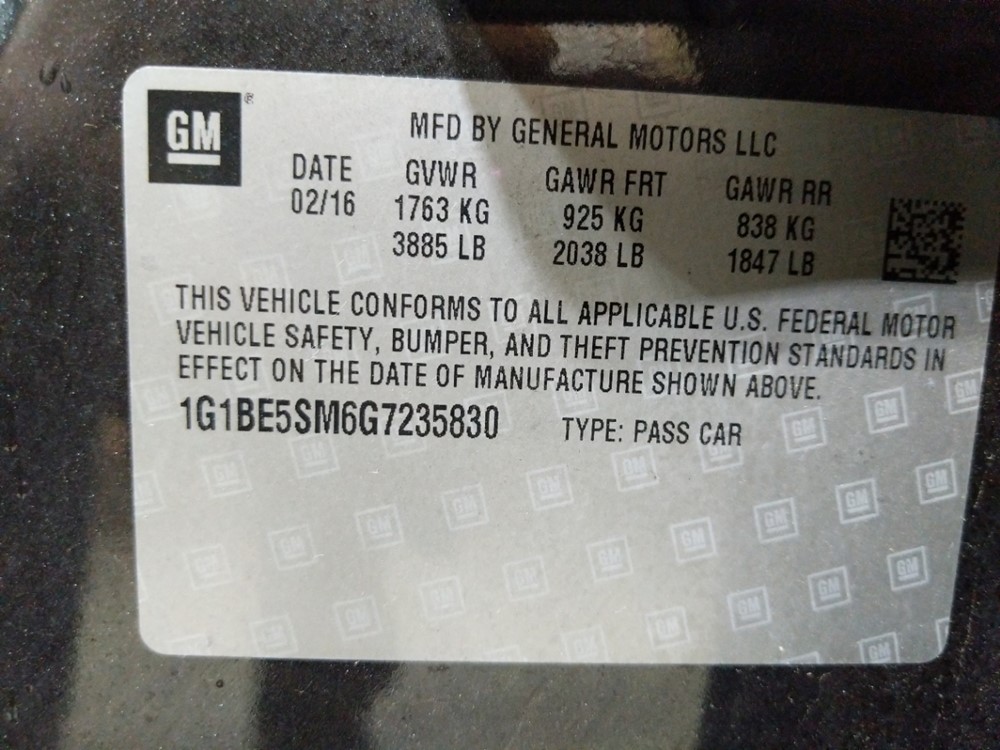 GM ®
MFD BY GENERAL MOTORS LLC
DATE GVWR GAWR FRT GAWR RR
02/16 1763 KG 925 KG 838 KG
3885 LB 2038 LB 1847 LB
THIS VEHICLE CONFORMS TO ALL APPLICABLE U.S. FEDERAL MOTOR
VEHICLE SAFETY, BUMPER, AND THEFT PREVENTION STANDARDS IN
EFFECT ON THE DATE OF MANUFACTURE SHOWN ABOVE.
1G1BE5SM6G7235830 TYPE: PASS CAR